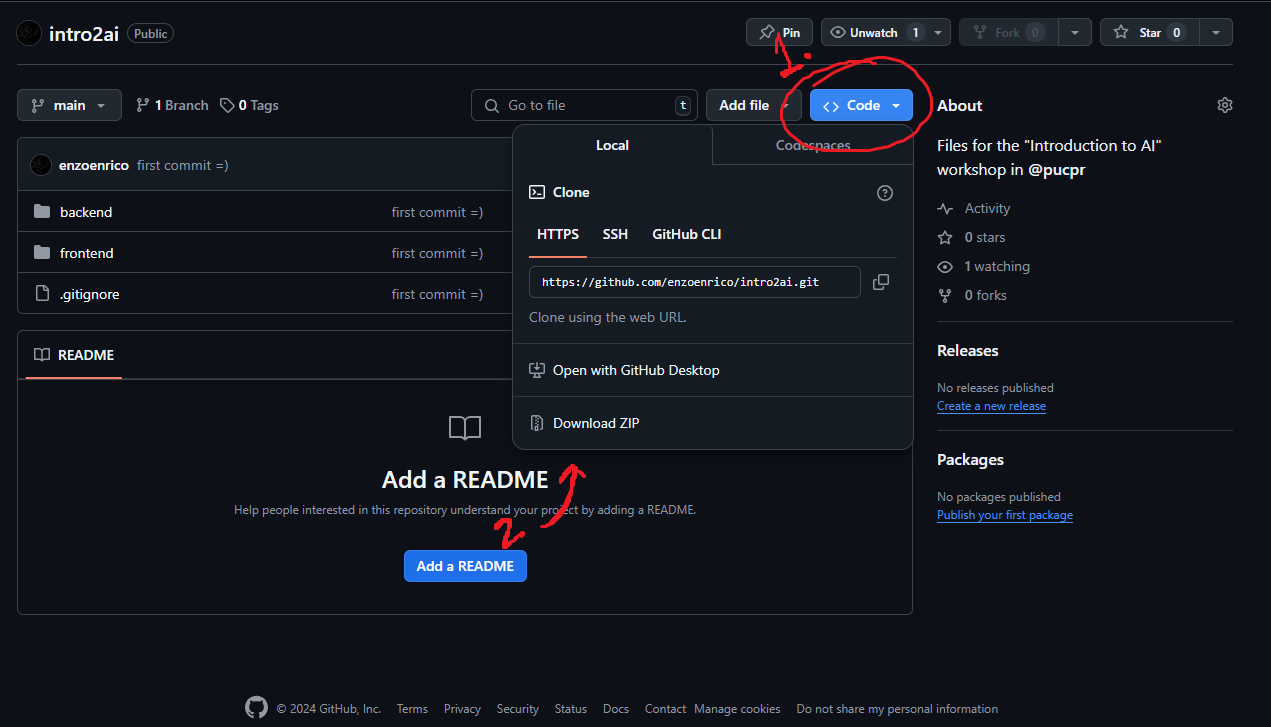 intro2ai Public
Pin Unwatch 1 Fork 0 Star 0
1.
main 1 Branch 0 Tags
Go to file t Add file Code
Local Codespaces
enzoenrico first commit =)
backend first commit =)
frontend first commit =)
.gitignore first commit =)
Clone
HTTPS SSH GitHub CLI
https://github.com/enzoenrico/intro2ai.git
Clone using the web URL.
Open with GitHub Desktop
Download ZIP
README
Add a README
Help people interested in this repository understand your project by adding a README.
2.
Add a README
About
Files for the "Introduction to AI"
workshop in @pucpr
Activity
0 stars
1 watching
0 forks
Releases
No releases published
Create a new release
Packages
No packages published
Publish your first package
© 2024 GitHub, Inc. Terms Privacy Security Status Docs Contact Manage cookies Do not share my personal information